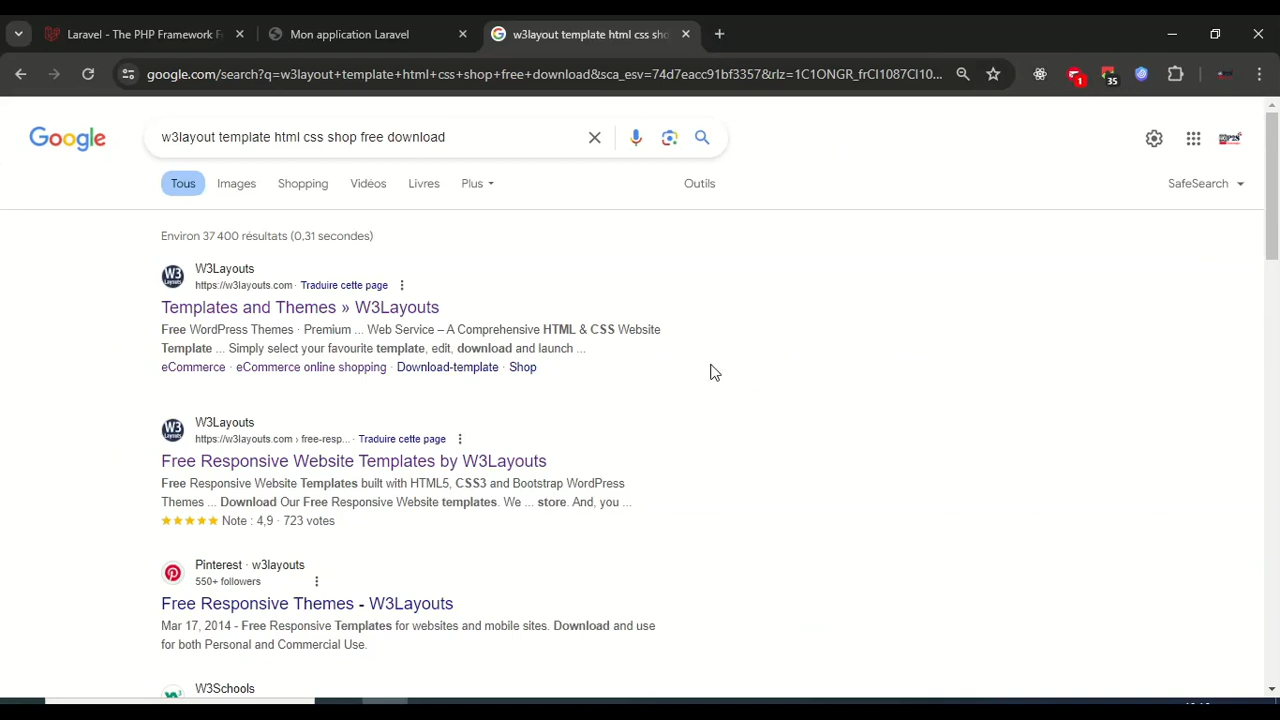 Laravel - The PHP Framework F
Mon application Laravel
w3layout template html css sho
google.com/search?q=w3layout+template+html+css+shop+free+download&sca_esv=74d7eacc91bf3357&rlz=1C1ONGR_frCI1087CI10...
1
35
Google
w3layout template html css shop free download
Tous
Images
Shopping
Vidéos
Livres
Plus
Outils
SafeSearch
Environ 37 400 résultats (0,31 secondes)
W3Layouts
https://w3layouts.com · Traduire cette page
Templates and Themes » W3Layouts
Free WordPress Themes · Premium ... Web Service – A Comprehensive HTML & CSS Website
Template ... Simply select your favourite template, edit, download and launch ...
eCommerce · eCommerce online shopping · Download-template · Shop
W3Layouts
https://w3layouts.com › free-resp... · Traduire cette page
Free Responsive Website Templates by W3Layouts
Free Responsive Website Templates built with HTML5, CSS3 and Bootstrap WordPress
Themes ... Download Our Free Responsive Website templates. We ... store. And, you ...
Note : 4,9 · 723 votes
Pinterest · w3layouts
550+ followers
Free Responsive Themes - W3Layouts
Mar 17, 2014 - Free Responsive Templates for websites and mobile sites. Download and use
for both Personal and Commercial Use.
W3Schools